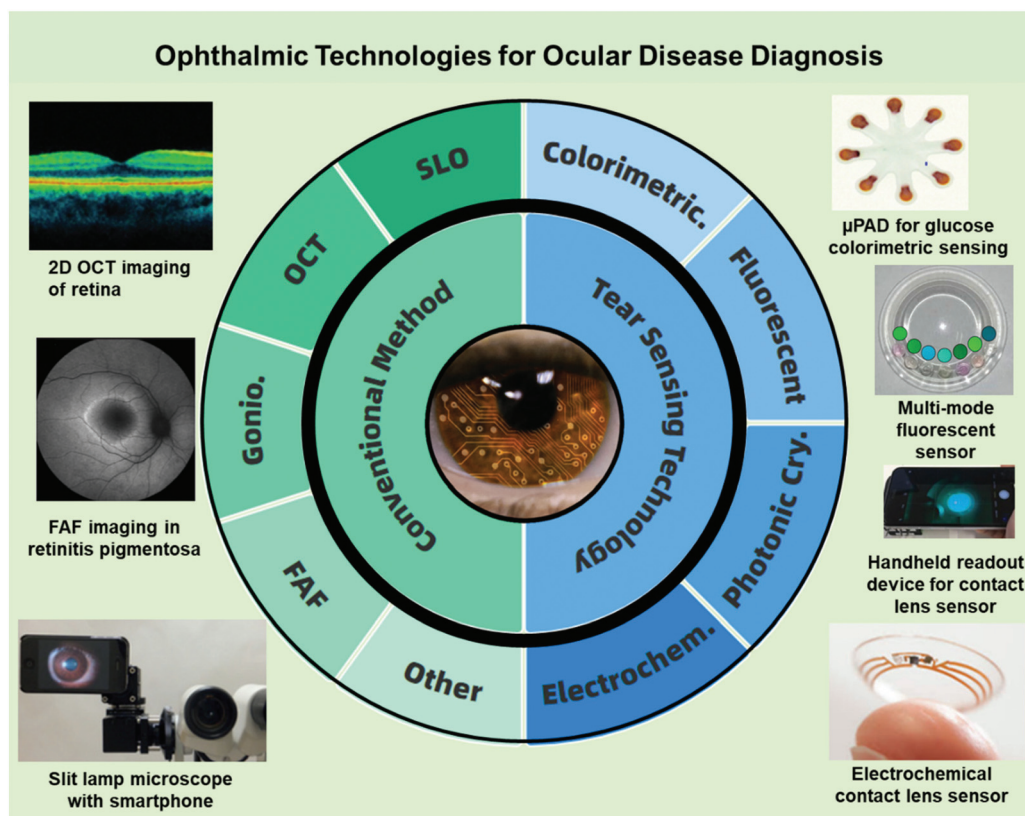 Ophthalmic Technologies for Ocular Disease Diagnosis
2D OCT imaging
of retina
FAF imaging in
retinitis pigmentosa
Slit lamp microscope
with smartphone
SLO
OCT
Gonio.
FAF
Other
Conventional Method
Tear Sensing Technology
Colorimetric.
Fluorescent
Photonic Cry.
Electrochem.
µPAD for glucose
colorimetric sensing
Multi-mode
fluorescent
sensor
Handheld readout
device for contact
lens sensor
Electrochemical
contact lens sensor